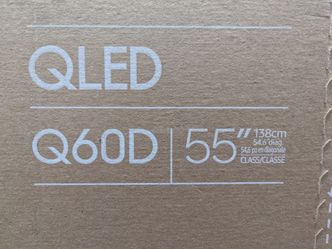 QLED
Q60D 55" 138cm
54.6" diag.
54,6 po en diagonale
CLASS/CLASSE